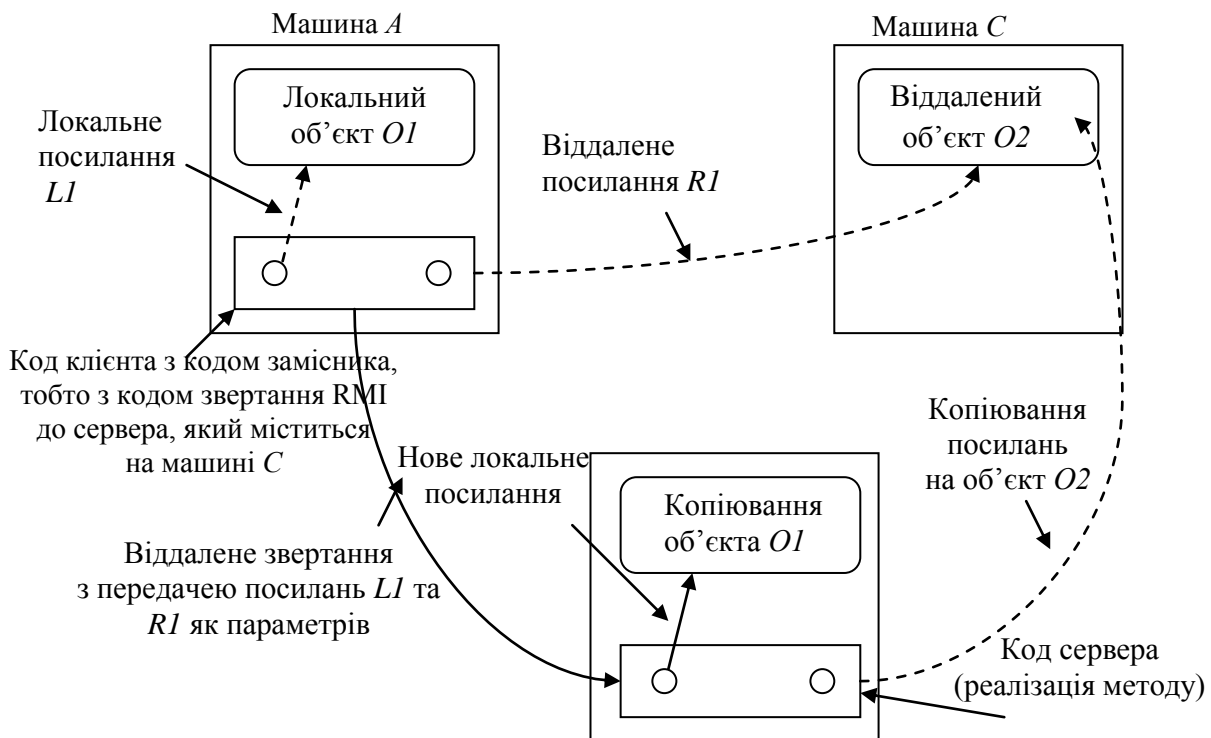 Машина A
Машина C
Локальний
об’єкт O1
Віддалений
об’єкт O2
Локальне
посилання
L1
Віддалене
посилання R1
Код клієнта з кодом замісника,
тобто з кодом звертання RMI
до сервера, який міститься
на машині C
Копіювання
посилань
на об’єкт O2
Нове локальне
посилання
Копіювання
об’єкта O1
Віддалене звертання
з передачею посилань L1 та
R1 як параметрів
Код сервера
(реалізація методу)